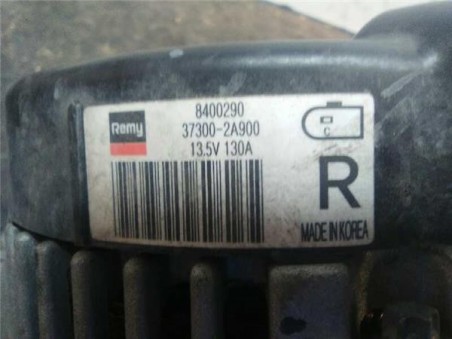 Remy
8400290
37300-2A900
13.5V 130A
C
R
MADE IN KOREA